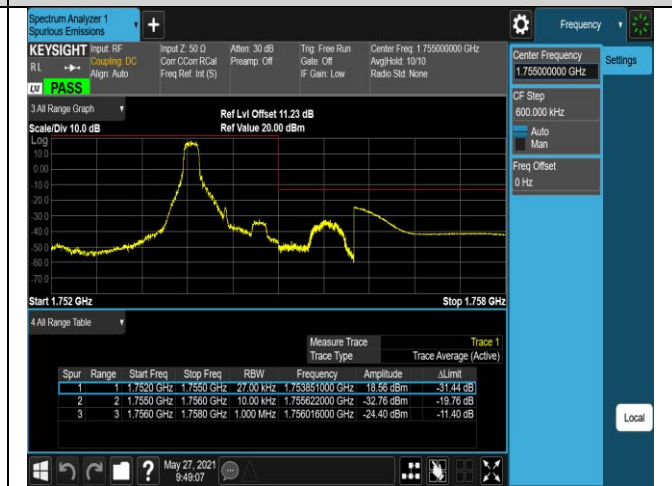 Spectrum Analyzer 1
Spurious Emissions
+
Frequency
KEYSIGHT Input: RF Input Z: 50 Ω Atten: 30 dB Trig: Free Run Center Freq: 1.755000000 GHz
RL Coupling: DC Corr CCorr RCal Preamp: Off Gate: Off Avg|Hold: 10/10
Align: Auto Freq Ref: Int (S) IF Gain: Low Radio Std: None
LXI PASS
Center Frequency
1.755000000 GHz
Settings
CF Step
600.000 kHz
Auto
Man
Freq Offset
0 Hz
3 All Range Graph
Ref Lvl Offset 11.23 dB
Scale/Div 10.0 dB Ref Value 20.00 dBm
Log
10.0
0.00
-10.0
-20.0
-30.0
-40.0
-50.0
-60.0
-70.0
Start 1.752 GHz Stop 1.758 GHz
4 All Range Table
Measure Trace Trace 1
Trace Type Trace Average (Active)
Spur Range Start Freq Stop Freq RBW Frequency Amplitude ΔLimit
1 1 1.7520 GHz 1.7550 GHz 27.00 kHz 1.753851000 GHz 18.56 dBm -31.44 dB
2 2 1.7550 GHz 1.7560 GHz 10.00 kHz 1.755622000 GHz -32.76 dBm -19.76 dB
3 3 1.7560 GHz 1.7580 GHz 1.000 MHz 1.756016000 GHz -24.40 dBm -11.40 dB
Local
? May 27, 2021
9:49:07